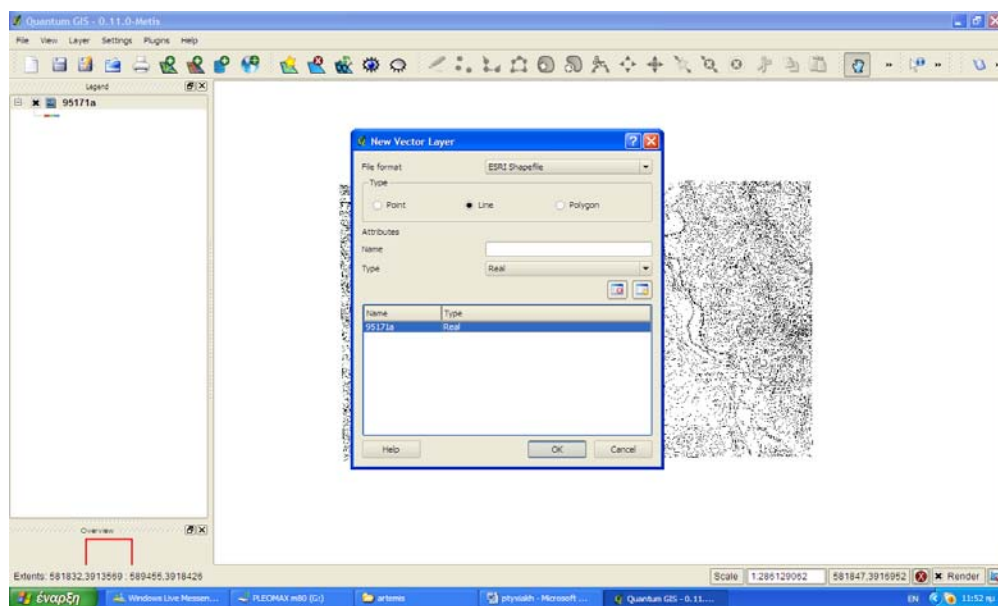 Quantum GIS - 0.11.0-Metis
File View Layer Settings Plugins Help
Legend
95171a
New Vector Layer
File format ESRI Shapefile
Type
Point Line Polygon
Attributes
Name
Type Real
Name Type
95171a Real
Help OK Cancel
Overview
Extents: 581832,3913569 : 589455,3918426
Scale 1:286129062 581847,3916952 Render
έναρξη Windows Live Messen... PLEOMAX m80 (G:) artemis ptyxiakh - Microsoft ... Quantum GIS - 0.11.... EN 11:52 πμ